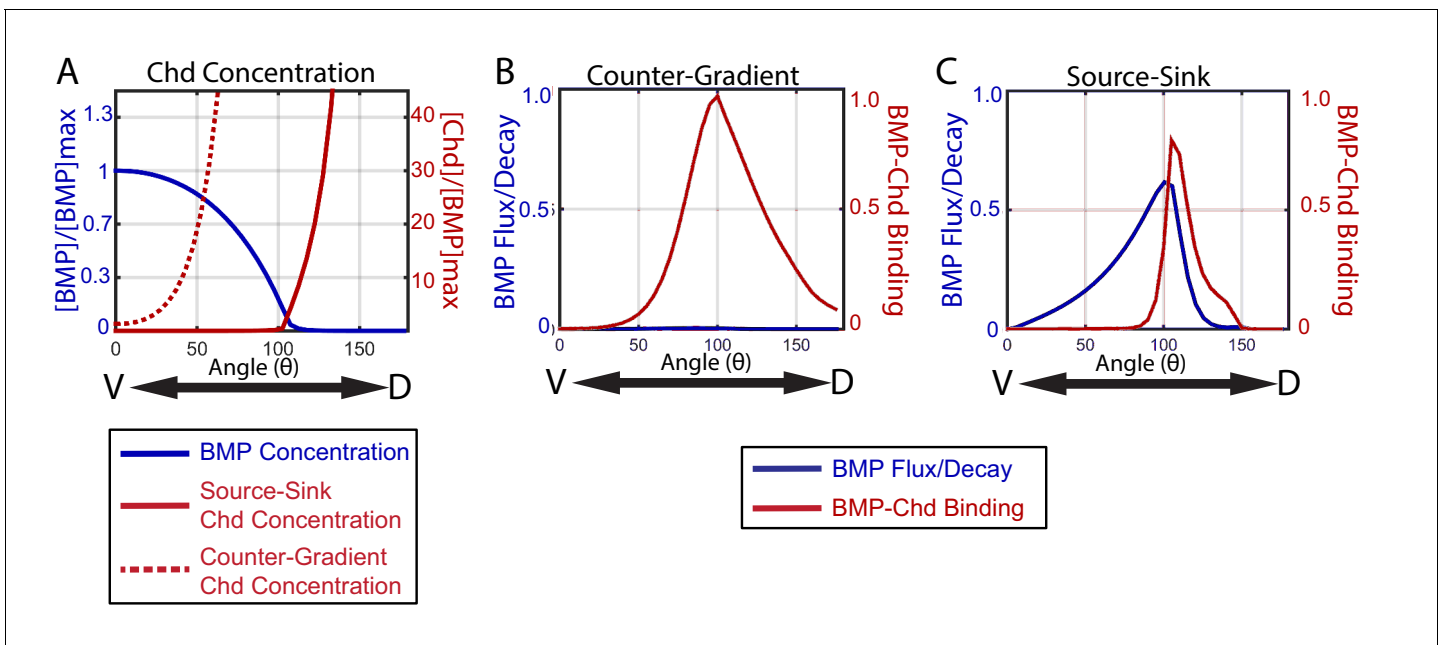 A
Chd Concentration
[BMP]/[BMP]max
1.3
1
0.7
0.3
0
40
30
20
10
[Chd]/[BMP]max
0
50
100
150
Angle (θ)
V
D
BMP Concentration
Source-Sink
Chd Concentration
Counter-Gradient
Chd Concentration
B
Counter-Gradient
BMP Flux/Decay
1.0
0.5
0
1.0
0.5
0
BMP-Chd Binding
0
50
100
150
Angle (θ)
V
D
C
Source-Sink
BMP Flux/Decay
1.0
0.5
0
1.0
0.5
0
BMP-Chd Binding
0
50
100
150
Angle (θ)
V
D
BMP Flux/Decay
BMP-Chd Binding